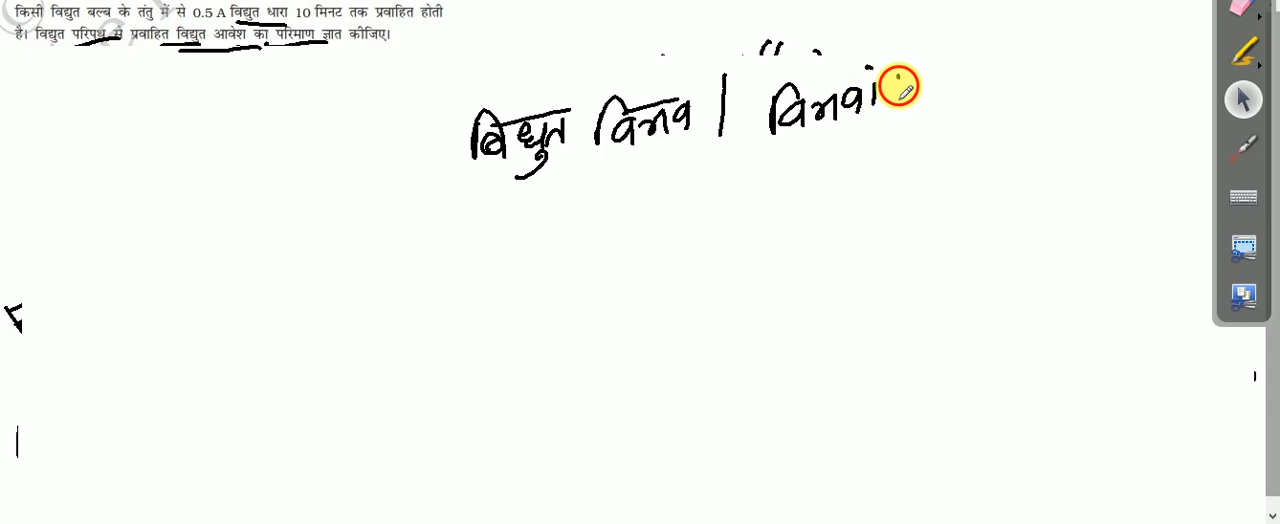 किसी विद्युत बल्ब के तंतु में से 0.5 A विद्युत धारा 10 मिनट तक प्रवाहित होती
है। विद्युत परिपथ से प्रवाहित विद्युत आवेश का परिमाण ज्ञात कीजिए।
विद्युत विभव | विभवां